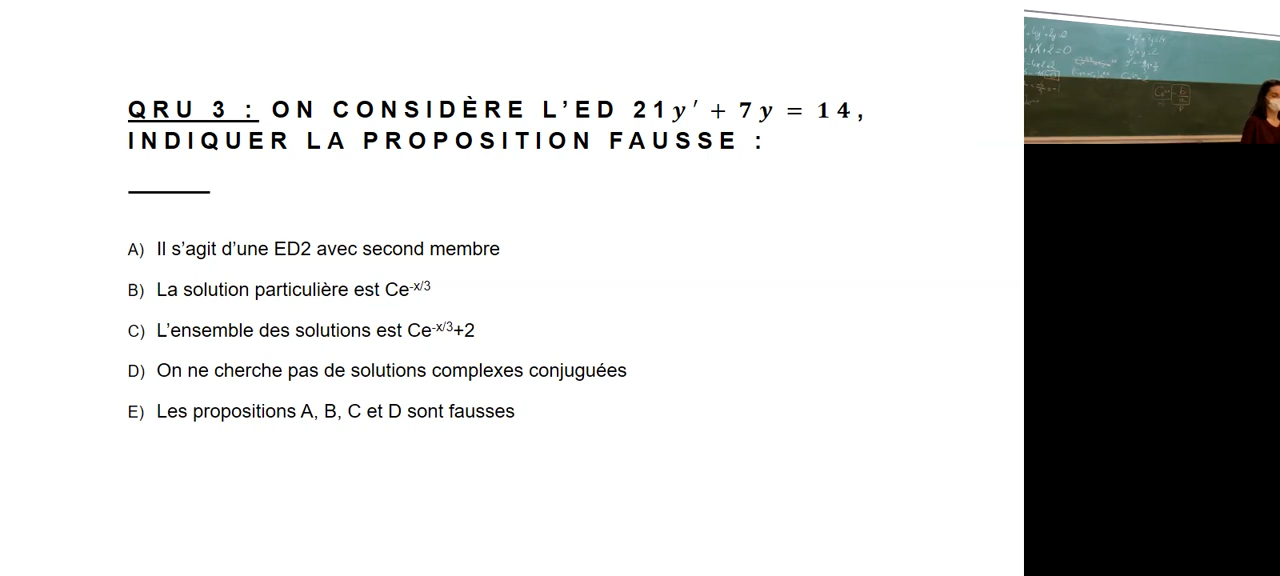 QRU 3 : ON CONSIDÈRE L’ED 21y′ + 7y = 14,
INDIQUER LA PROPOSITION FAUSSE :
A) Il s’agit d’une ED2 avec second membre
B) La solution particulière est Ce-x/3
C) L’ensemble des solutions est Ce-x/3+2
D) On ne cherche pas de solutions complexes conjuguées
E) Les propositions A, B, C et D sont fausses